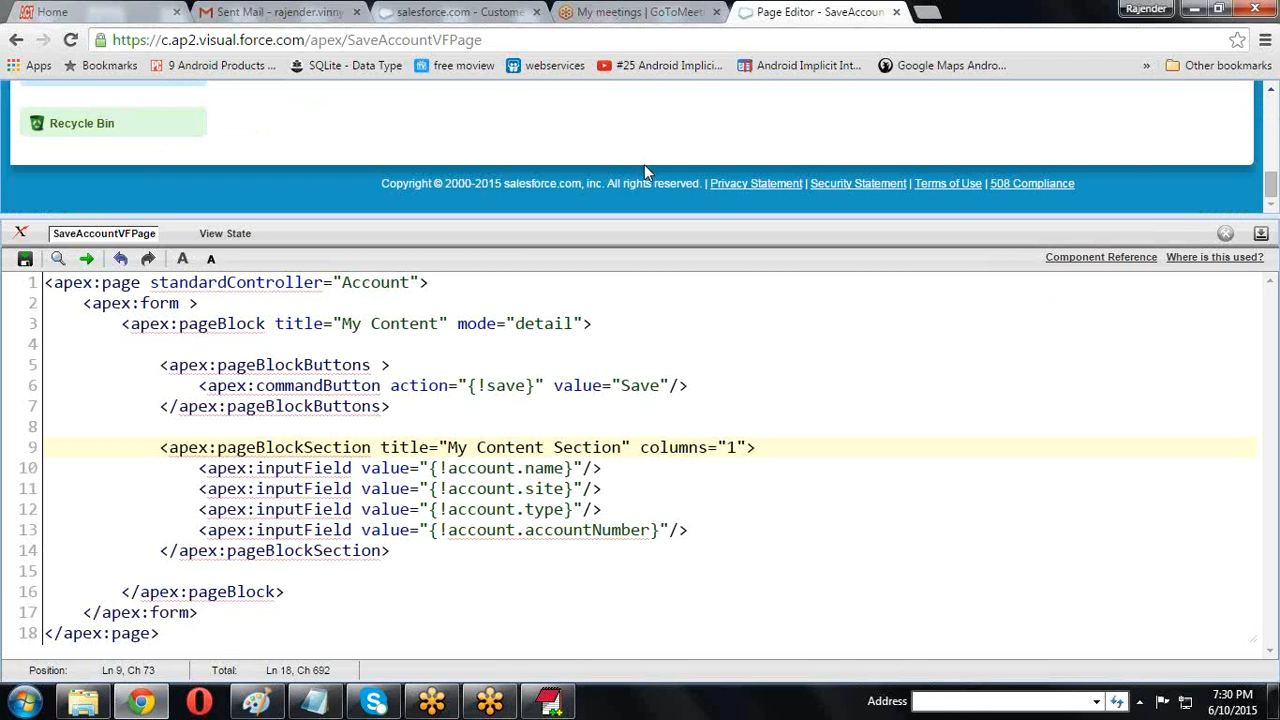 Home
Sent Mail - rajender.vinny
salesforce.com - Custome
My meetings | GoToMeeti
Page Editor - SaveAccoun
Rajender
https://c.ap2.visual.force.com/apex/SaveAccountVFPage
Apps
Bookmarks
9 Android Products ...
SQLite - Data Type
free moview
webservices
#25 Android Implici...
Android Implicit Int...
Google Maps Andro...
»
Other bookmarks
Recycle Bin
Copyright © 2000-2015 salesforce.com, inc. All rights reserved. | Privacy Statement | Security Statement | Terms of Use | 508 Compliance
SaveAccountVFPage
View State
A
A
Component Reference
Where is this used?
1 <apex:page standardController="Account">
2 <apex:form >
3 <apex:pageBlock title="My Content" mode="detail">
4
5 <apex:pageBlockButtons >
6 <apex:commandButton action="{!save}" value="Save"/>
7 </apex:pageBlockButtons>
8
9 <apex:pageBlockSection title="My Content Section" columns="1">
10 <apex:inputField value="{!account.name}"/>
11 <apex:inputField value="{!account.site}"/>
12 <apex:inputField value="{!account.type}"/>
13 <apex:inputField value="{!account.accountNumber}"/>
14 </apex:pageBlockSection>
15
16 </apex:pageBlock>
17 </apex:form>
18 </apex:page>
Position: Ln 9, Ch 73 Total: Ln 18, Ch 692
Address
7:30 PM
6/10/2015